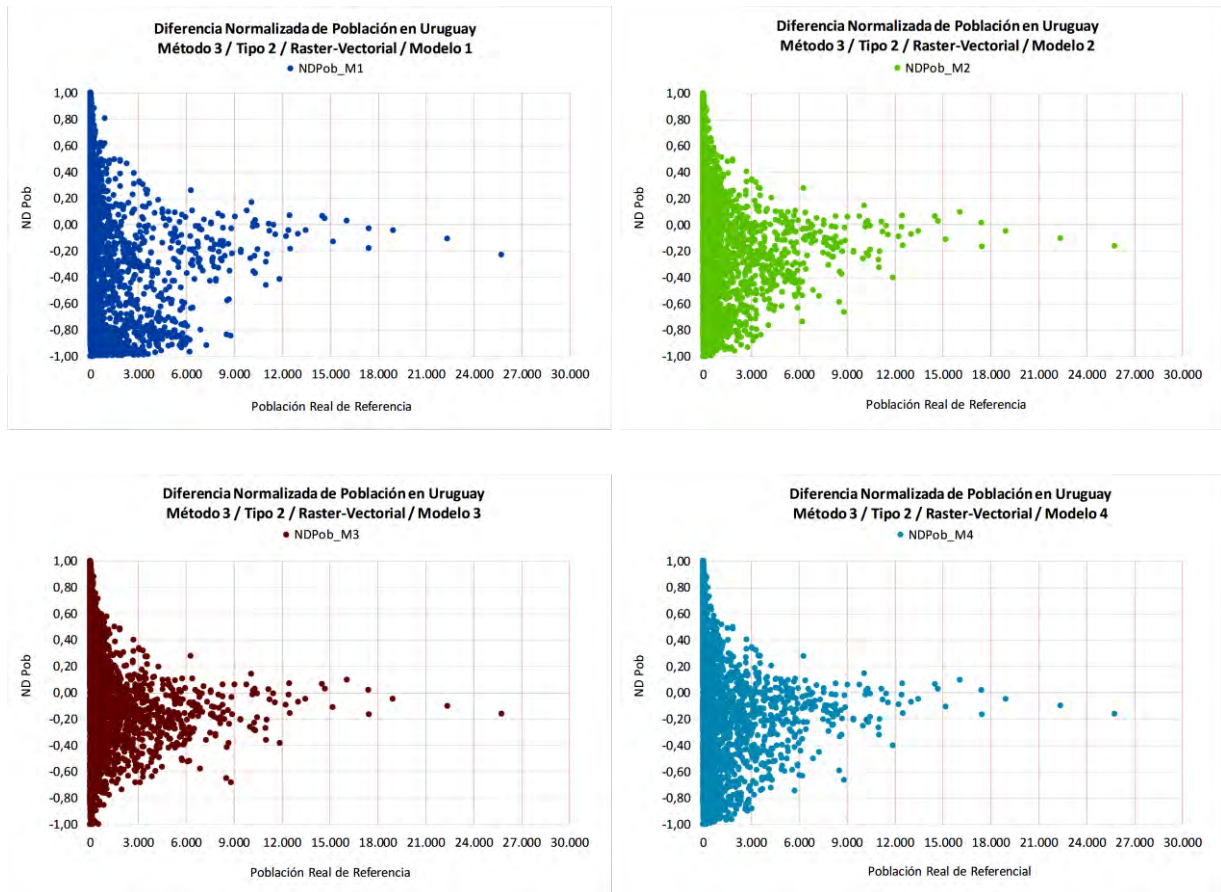 Diferencia Normalizada de Población en Uruguay
Método 3 / Tipo 2 / Raster-Vectorial / Modelo 1
NDPob_M1
1,00
0,80
0,60
0,40
0,20
0,00
-0,20
-0,40
-0,60
-0,80
-1,00
ND Pob
0 3.000 6.000 9.000 12.000 15.000 18.000 21.000 24.000 27.000 30.000
Población Real de Referencia
Diferencia Normalizada de Población en Uruguay
Método 3 / Tipo 2 / Raster-Vectorial / Modelo 2
NDPob_M2
1,00
0,80
0,60
0,40
0,20
0,00
-0,20
-0,40
-0,60
-0,80
-1,00
ND Pob
0 3.000 6.000 9.000 12.000 15.000 18.000 21.000 24.000 27.000 30.000
Población Real de Referencia
Diferencia Normalizada de Población en Uruguay
Método 3 / Tipo 2 / Raster-Vectorial / Modelo 3
NDPob_M3
1,00
0,80
0,60
0,40
0,20
0,00
-0,20
-0,40
-0,60
-0,80
-1,00
ND Pob
0 3.000 6.000 9.000 12.000 15.000 18.000 21.000 24.000 27.000 30.000
Población Real de Referencia
Diferencia Normalizada de Población en Uruguay
Método 3 / Tipo 2 / Raster-Vectorial / Modelo 4
NDPob_M4
1,00
0,80
0,60
0,40
0,20
0,00
-0,20
-0,40
-0,60
-0,80
-1,00
ND Pob
0 3.000 6.000 9.000 12.000 15.000 18.000 21.000 24.000 27.000 30.000
Población Real de Referencial